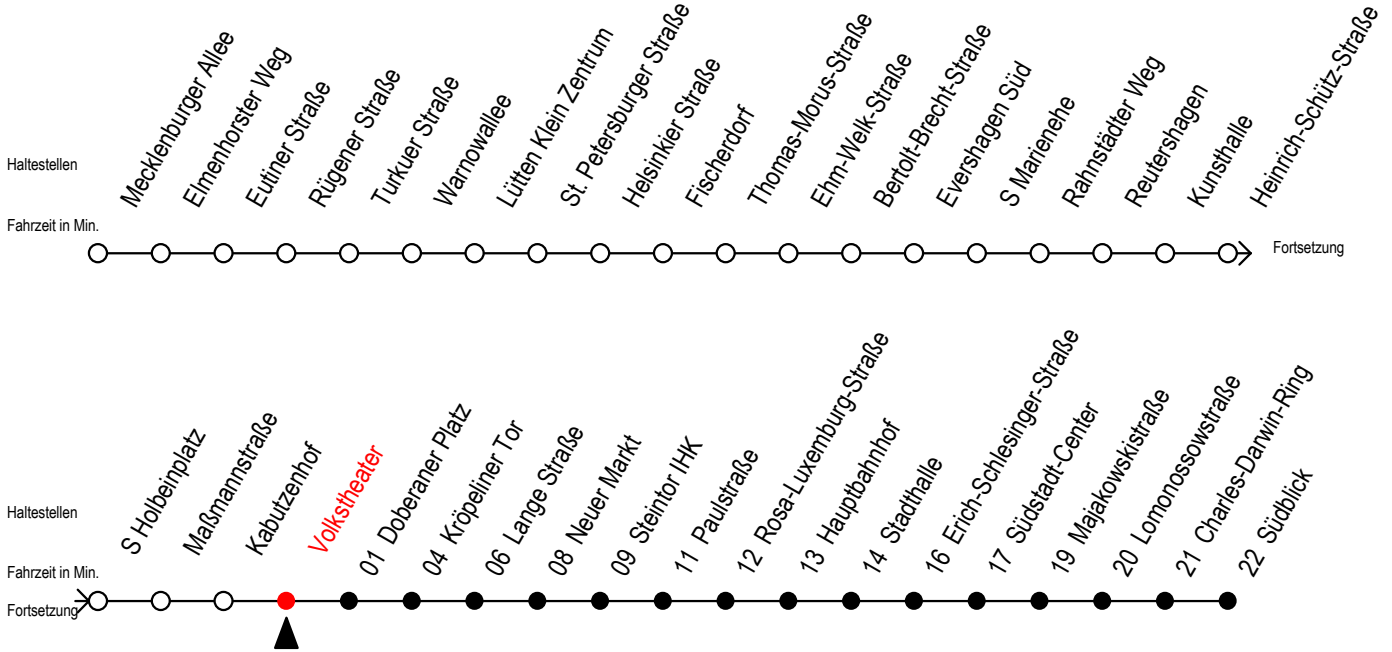 Haltestellen
Mecklenburger Allee
Elmenhorster Weg
Eutiner Straße
Rügener Straße
Turkuer Straße
Warnowallee
Lütten Klein Zentrum
St. Petersburger Straße
Helsinkier Straße
Fischerdorf
Thomas-Morus-Straße
Ehm-Welk-Straße
Bertolt-Brecht-Straße
Evershagen Süd
S Marienehe
Rahnstädter Weg
Reutershagen
Kunsthalle
Heinrich-Schütz-Straße
Fahrzeit in Min.
Fortsetzung
Haltestellen
S Holbeinplatz
Maßmannstraße
Kabutzenhof
Volkstheater
01 Doberaner Platz
04 Kröpeliner Tor
06 Lange Straße
08 Neuer Markt
09 Steintor IHK
11 Paulstraße
12 Rosa-Luxemburg-Straße
13 Hauptbahnhof
14 Stadthalle
16 Erich-Schlesinger-Straße
17 Südstadt-Center
19 Majakowskistraße
20 Lomonossowstraße
21 Charles-Darwin-Ring
22 Südblick
Fahrzeit in Min.
Fortsetzung